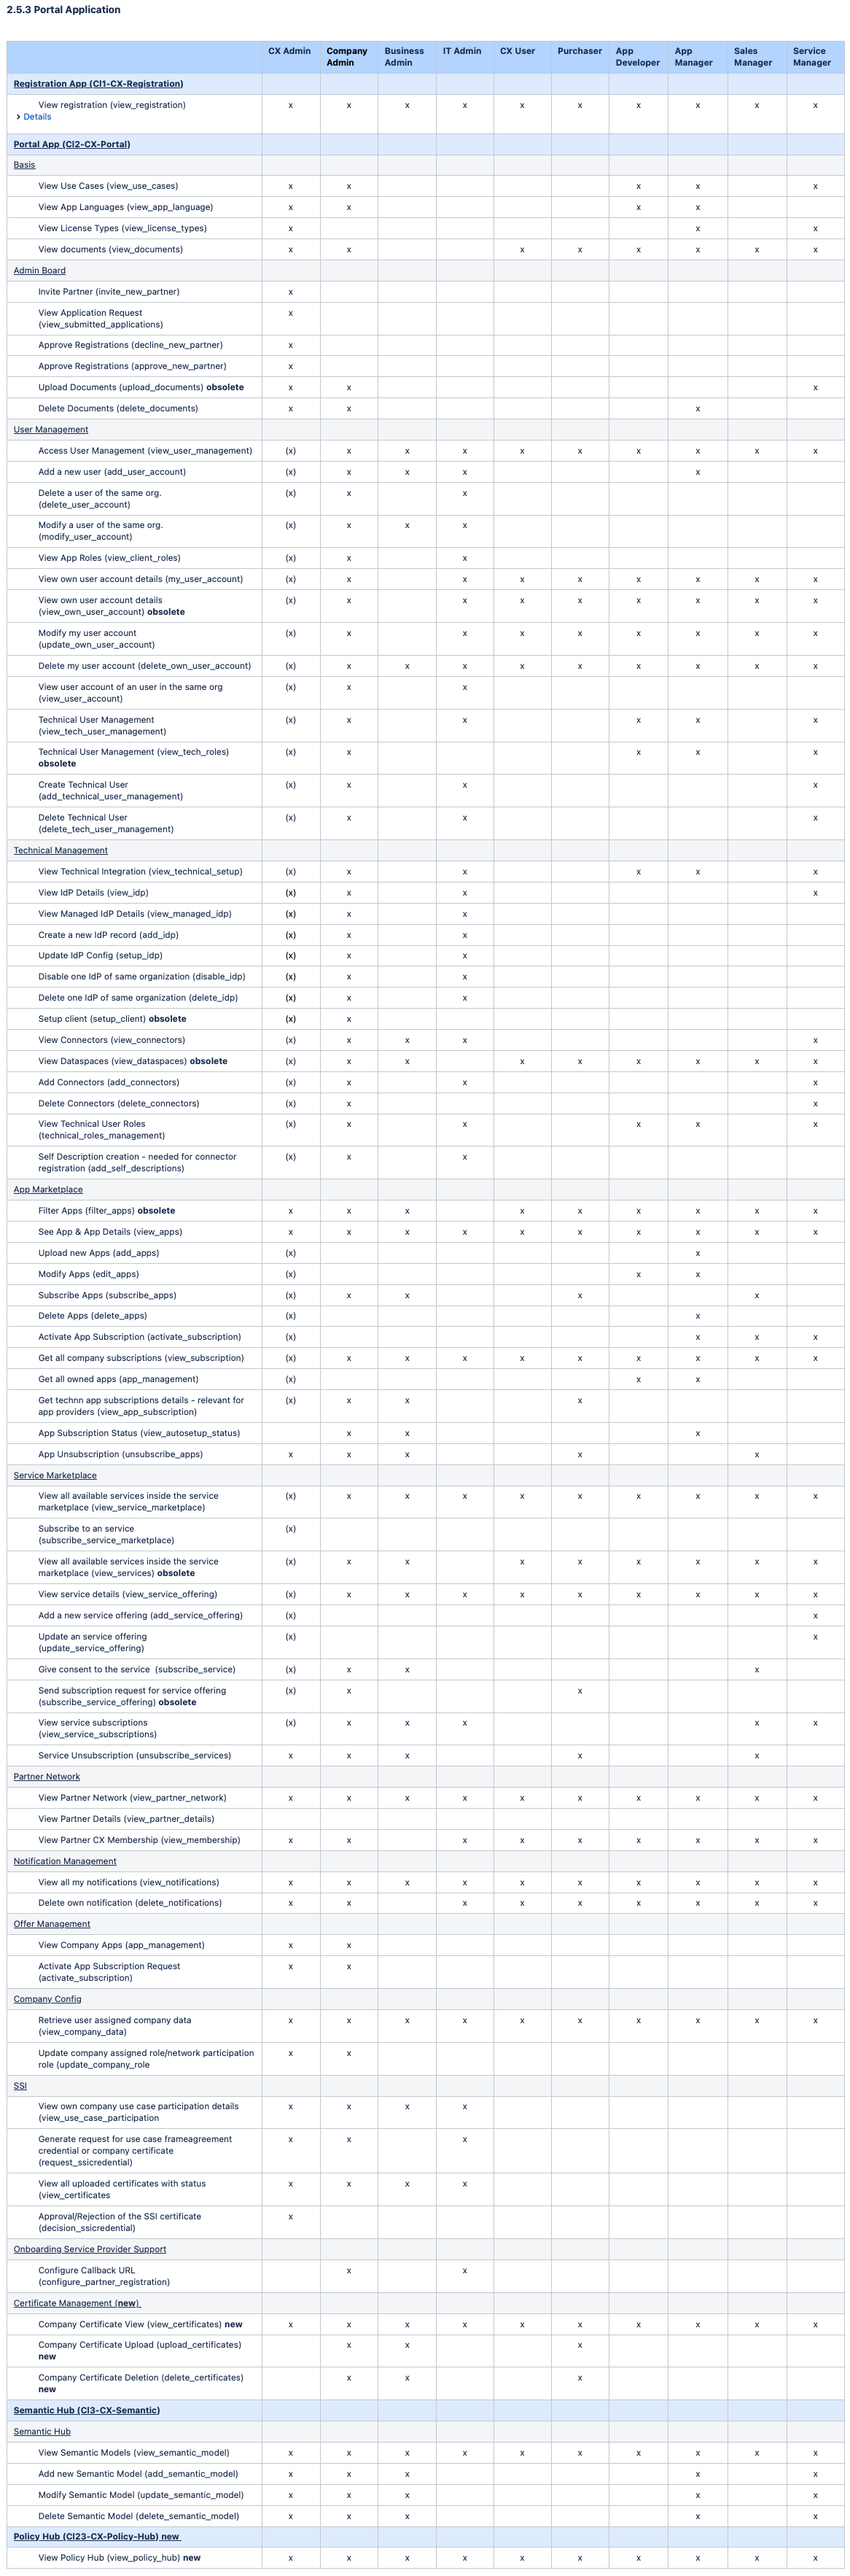 2.5.3 Portal Application
CX Admin Company Admin Business Admin IT Admin CX User Purchaser App Developer App Manager Sales Manager Service Manager
Registration App (Cl1-CX-Registration)
View registration (view_registration) x x x x x x x x x x
› Details
Portal App (Cl2-CX-Portal)
Basis
View Use Cases (view_use_cases) x x x x x
View App Languages (view_app_language) x x x x
View License Types (view_license_types) x x x
View documents (view_documents) x x x x x x x x
Admin Board
Invite Partner (invite_new_partner) x
View Application Request x
(view_submitted_applications)
Approve Registrations (decline_new_partner) x
Approve Registrations (approve_new_partner) x
Upload Documents (upload_documents) obsolete x x x
Delete Documents (delete_documents) x x x
User Management
Access User Management (view_user_management) (x) x x x x x x x x x
Add a new user (add_user_account) (x) x x x x
Delete a user of the same org. (x) x x
(delete_user_account)
Modify a user of the same org. (x) x x x
(modify_user_account)
View App Roles (view_client_roles) (x) x x
View own user account details (my_user_account) (x) x x x x x x x x
View own user account details (x) x x x x x x x x
(view_own_user_account) obsolete
Modify my user account (x) x x x x x x x x
(update_own_user_account)
Delete my user account (delete_own_user_account) (x) x x x x x x x x x
View user account of an user in the same org (x) x x
(view_user_account)
Technical User Management (x) x x x x x
(view_tech_user_management)
Technical User Management (view_tech_roles) (x) x x x x
obsolete
Create Technical User (x) x x x
(add_technical_user_management)
Delete Technical User (x) x x x
(delete_tech_user_management)
Technical Management
View Technical Integration (view_technical_setup) (x) x x x x x
View IdP Details (view_idp) (x) x x x
View Managed IdP Details (view_managed_idp) (x) x x
Create a new IdP record (add_idp) (x) x x
Update IdP Config (setup_idp) (x) x x
Disable one IdP of same organization (disable_idp) (x) x x
Delete one IdP of same organization (delete_idp) (x) x x
Setup client (setup_client) obsolete (x) x
View Connectors (view_connectors) (x) x x x x
View Dataspaces (view_dataspaces) obsolete (x) x x x x x x x x
Add Connectors (add_connectors) (x) x x x
Delete Connectors (delete_connectors) (x) x x
View Technical User Roles (x) x x x x x
(technical_roles_management)
Self Description creation - needed for connector (x) x x
registration (add_self_descriptions)
App Marketplace
Filter Apps (filter_apps) obsolete x x x x x x x x x
See App & App Details (view_apps) x x x x x x x x x x
Upload new Apps (add_apps) (x) x
Modify Apps (edit_apps) (x) x x
Subscribe Apps (subscribe_apps) (x) x x x x
Delete Apps (delete_apps) (x) x
Activate App Subscription (activate_subscription) (x) x x x
Get all company subscriptions (view_subscription) (x) x x x x x x x x x
Get all owned apps (app_management) (x) x x
Get technn app subscriptions details - relevant for (x) x x x
app providers (view_app_subscription)
App Subscription Status (view_autosetup_status) x x x
App Unsubscription (unsubscribe_apps) x x x x x
Service Marketplace
View all available services inside the service (x) x x x x x x x x x
marketplace (view_service_marketplace)
Subscribe to an service (x)
(subscribe_service_marketplace)
View all available services inside the service (x) x x x x x x x x
marketplace (view_services) obsolete
View service details (view_service_offering) (x) x x x x x x x x x
Add a new service offering (add_service_offering) (x) x
Update an service offering (x) x
(update_service_offering)
Give consent to the service (subscribe_service) (x) x x x
Send subscription request for service offering (x) x x
(subscribe_service_offering) obsolete
View service subscriptions (x) x x x x x
(view_service_subscriptions)
Service Unsubscription (unsubscribe_services) x x x x x
Partner Network
View Partner Network (view_partner_network) x x x x x x x x x x
View Partner Details (view_partner_details)
View Partner CX Membership (view_membership) x x x x x x x x x
Notification Management
View all my notifications (view_notifications) x x x x x x x x x x
Delete own notification (delete_notifications) x x x x x x x x x
Offer Management
View Company Apps (app_management) x x
Activate App Subscription Request x x
(activate_subscription)
Company Config
Retrieve user assigned company data x x x x x x x x x x
(view_company_data)
Update company assigned role/network participation x x
role (update_company_role
SSI
View own company use case participation details x x x x
(view_use_case_participation
Generate request for use case frameagreement x x x
credential or company certificate
(request_ssicredential)
View all uploaded certificates with status x x x x
(view_certificates
Approval/Rejection of the SSI certificate x
(decision_ssicredential)
Onboarding Service Provider Support
Configure Callback URL x x
(configure_partner_registration)
Certificate Management (new)
Company Certificate View (view_certificates) new x x x x x x x x x x
Company Certificate Upload (upload_certificates) x x x
new
Company Certificate Deletion (delete_certificates) x x x
new
Semantic Hub (Cl3-CX-Semantic)
Semantic Hub
View Semantic Models (view_semantic_model) x x x x x x x x x x
Add new Semantic Model (add_semantic_model) x x x x x
Modify Semantic Model (update_semantic_model) x x x x x
Delete Semantic Model (delete_semantic_model) x x x x x
Policy Hub (Cl23-CX-Policy-Hub) new
View Policy Hub (view_policy_hub) new x x x x x x x x x x